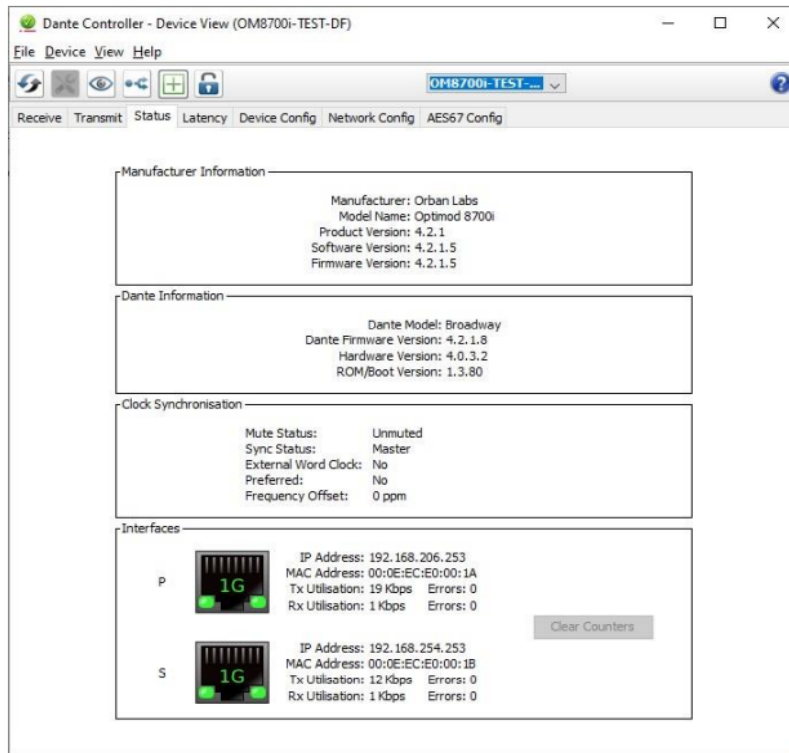 Dante Controller - Device View (OM8700i-TEST-DF)
File Device View Help
OM8700i-TEST-...
Receive Transmit Status Latency Device Config Network Config AES67 Config
Manufacturer Information
Manufacturer: Orban Labs
Model Name: Optimod 8700i
Product Version: 4.2.1
Software Version: 4.2.1.5
Firmware Version: 4.2.1.5
Dante Information
Dante Model: Broadway
Dante Firmware Version: 4.2.1.8
Hardware Version: 4.0.3.2
ROM/Boot Version: 1.3.80
Clock Synchronisation
Mute Status: Unmuted
Sync Status: Master
External Word Clock: No
Preferred: No
Frequency Offset: 0 ppm
Interfaces
P
1G
IP Address: 192.168.206.253
MAC Address: 00:0E:EC:E0:00:1A
Tx Utilisation: 19 Kbps Errors: 0
Rx Utilisation: 1 Kbps Errors: 0
Clear Counters
S
1G
IP Address: 192.168.254.253
MAC Address: 00:0E:EC:E0:00:1B
Tx Utilisation: 12 Kbps Errors: 0
Rx Utilisation: 1 Kbps Errors: 0